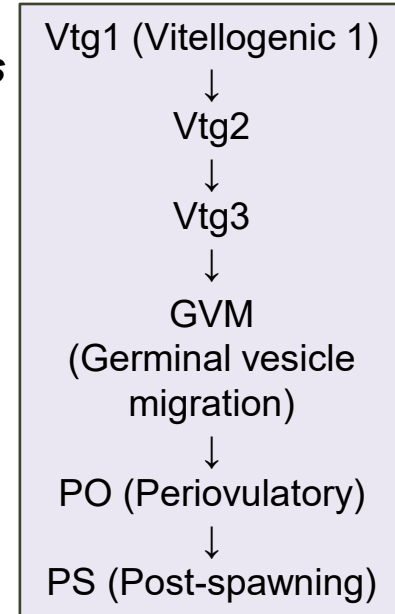 s
Vtg1 (Vitellogenic 1)
↓
Vtg2
↓
Vtg3
↓
GVM
(Germinal vesicle
migration)
↓
PO (Periovulatory)
↓
PS (Post-spawning)